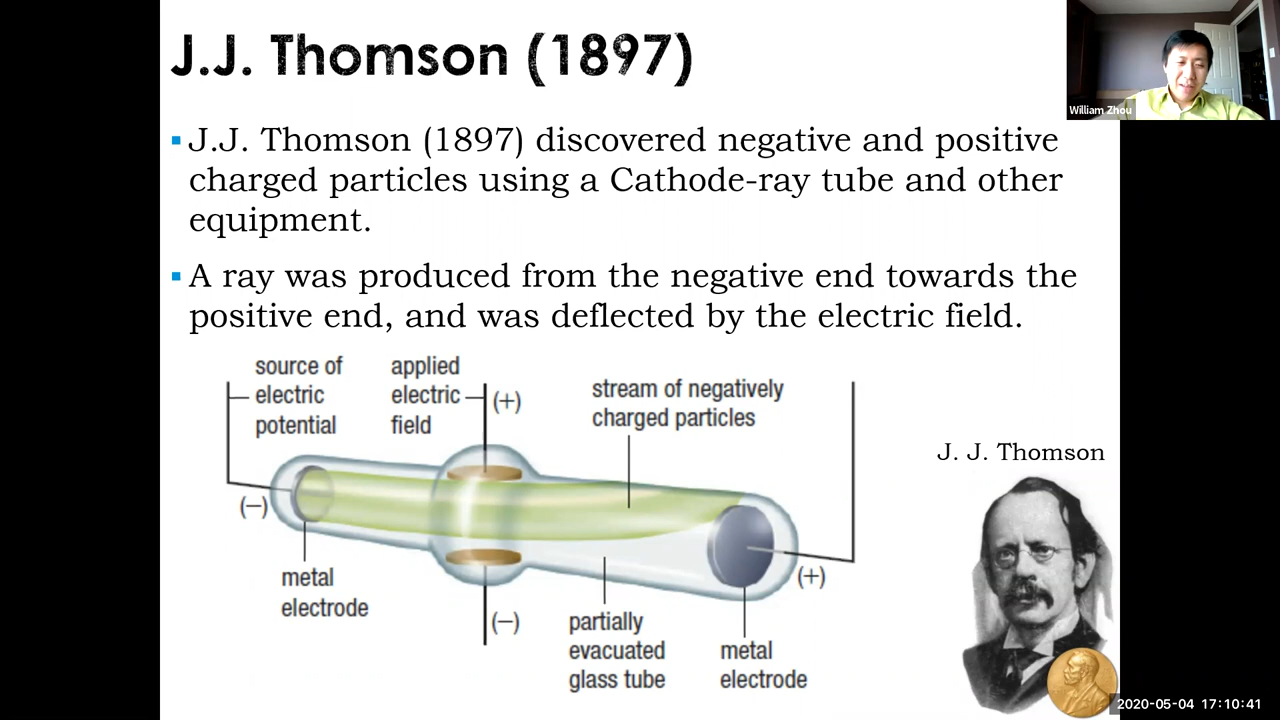 J.J. Thomson (1897)
William Zhou
J.J. Thomson (1897) discovered negative and positive
charged particles using a Cathode-ray tube and other
equipment.
A ray was produced from the negative end towards the
positive end, and was deflected by the electric field.
source of
electric
potential
applied
electric
field
(+)
stream of negatively
charged particles
(−)
metal
electrode
(−)
partially
evacuated
glass tube
metal
electrode
(+)
J. J. Thomson
2020-05-04 17:10:41